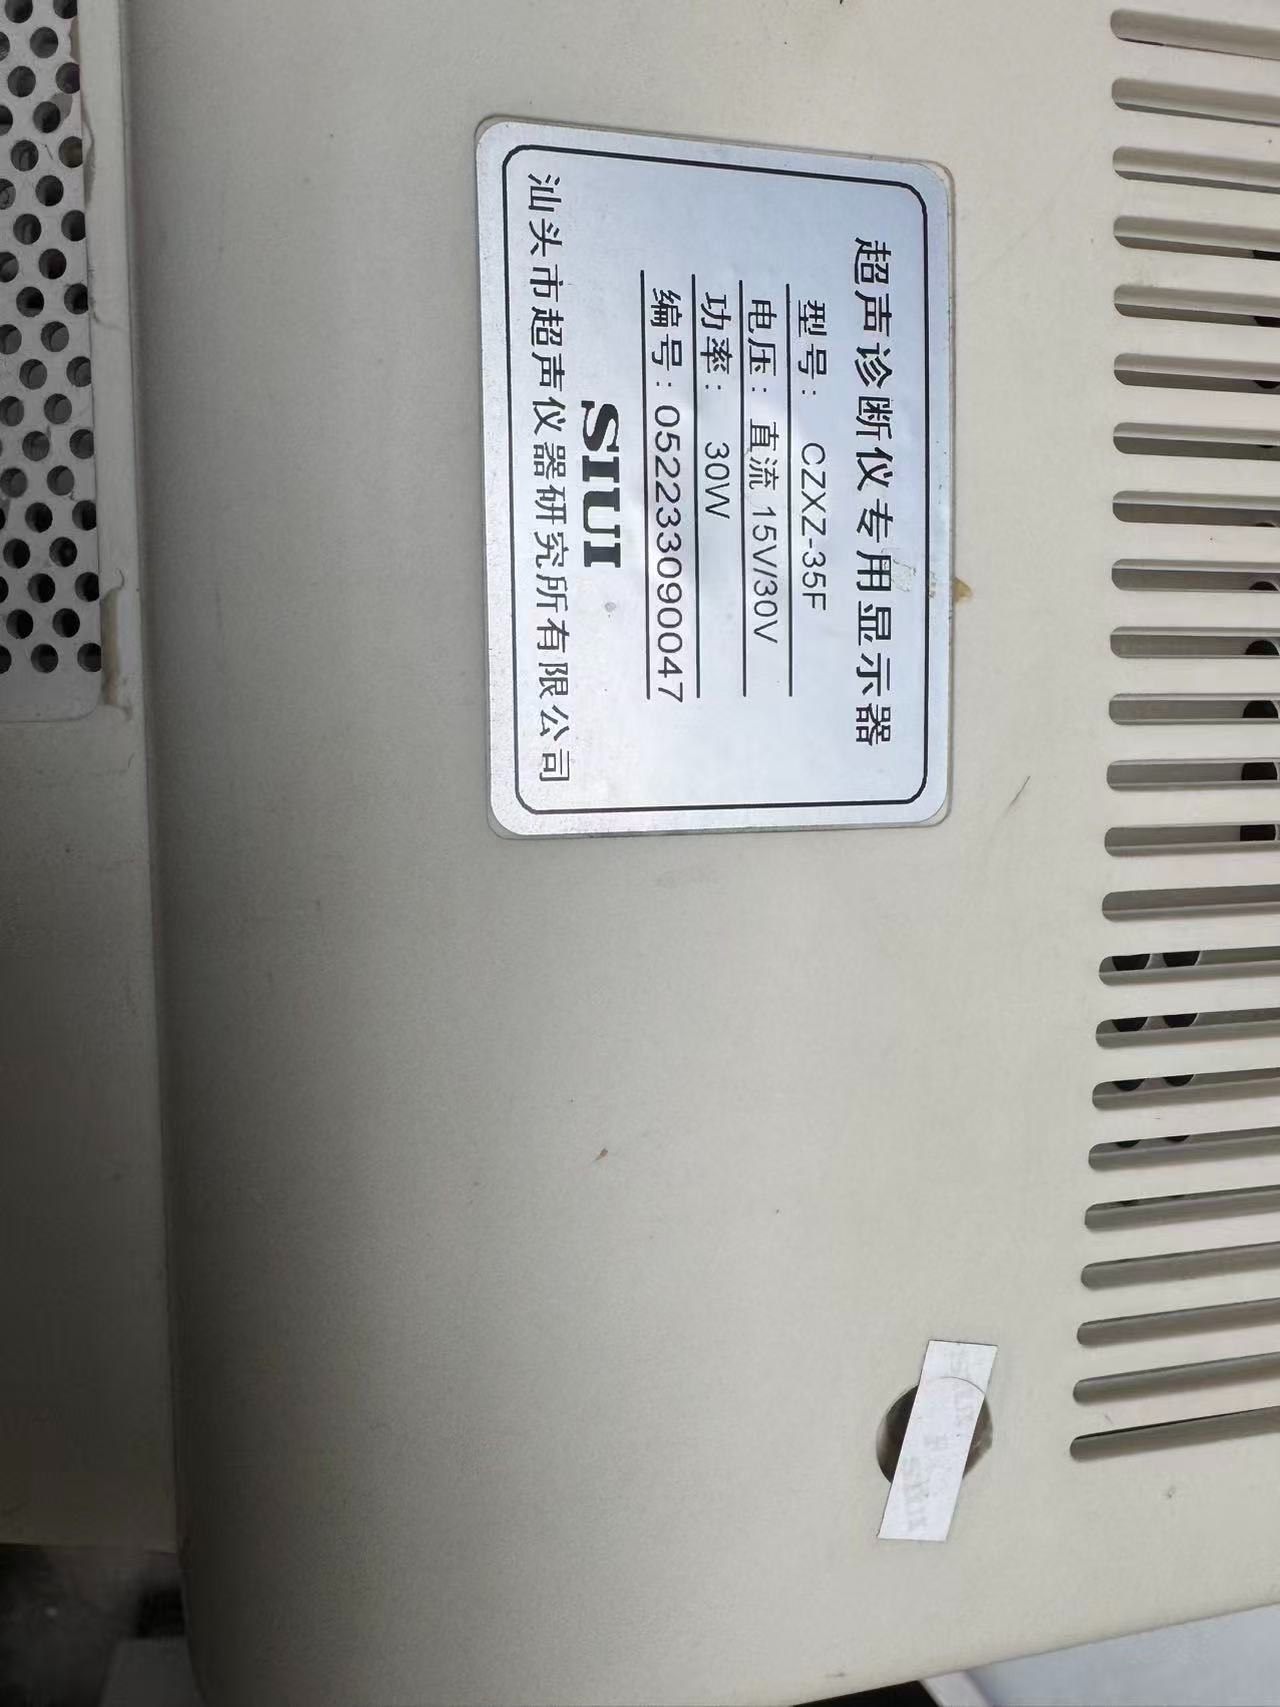 超声诊断仪专用显示器
型号: CZXZ-35F
电压: 直流 15V/30V
功率: 30W
编号: 052233090047
SIUI
汕头市超声仪器研究所有限公司